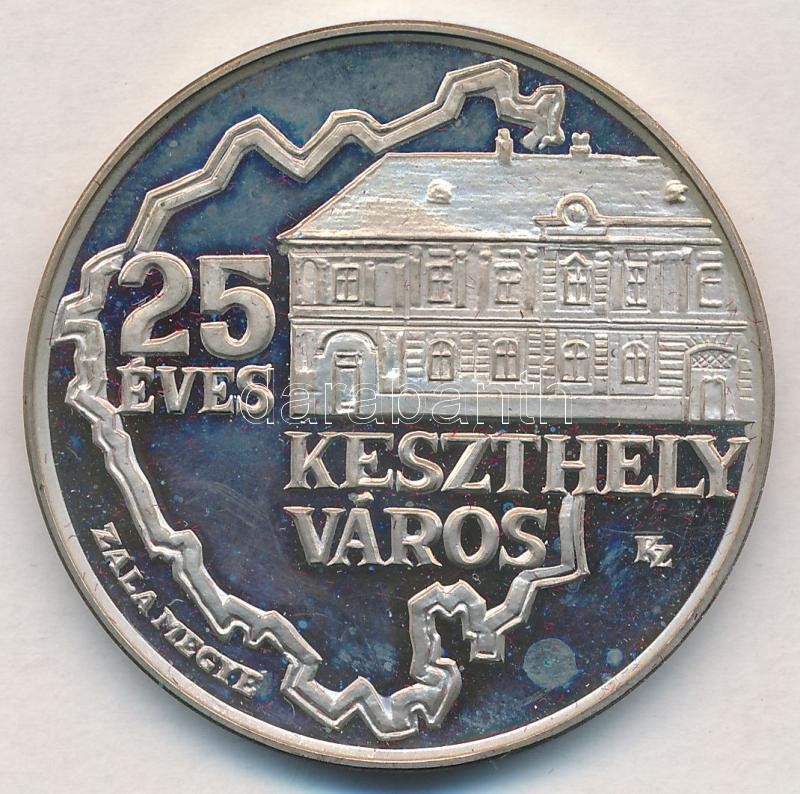 25
ÉVES
KESZTHELY
VÁROS
KZ
ZALA MEGYE
darabanth